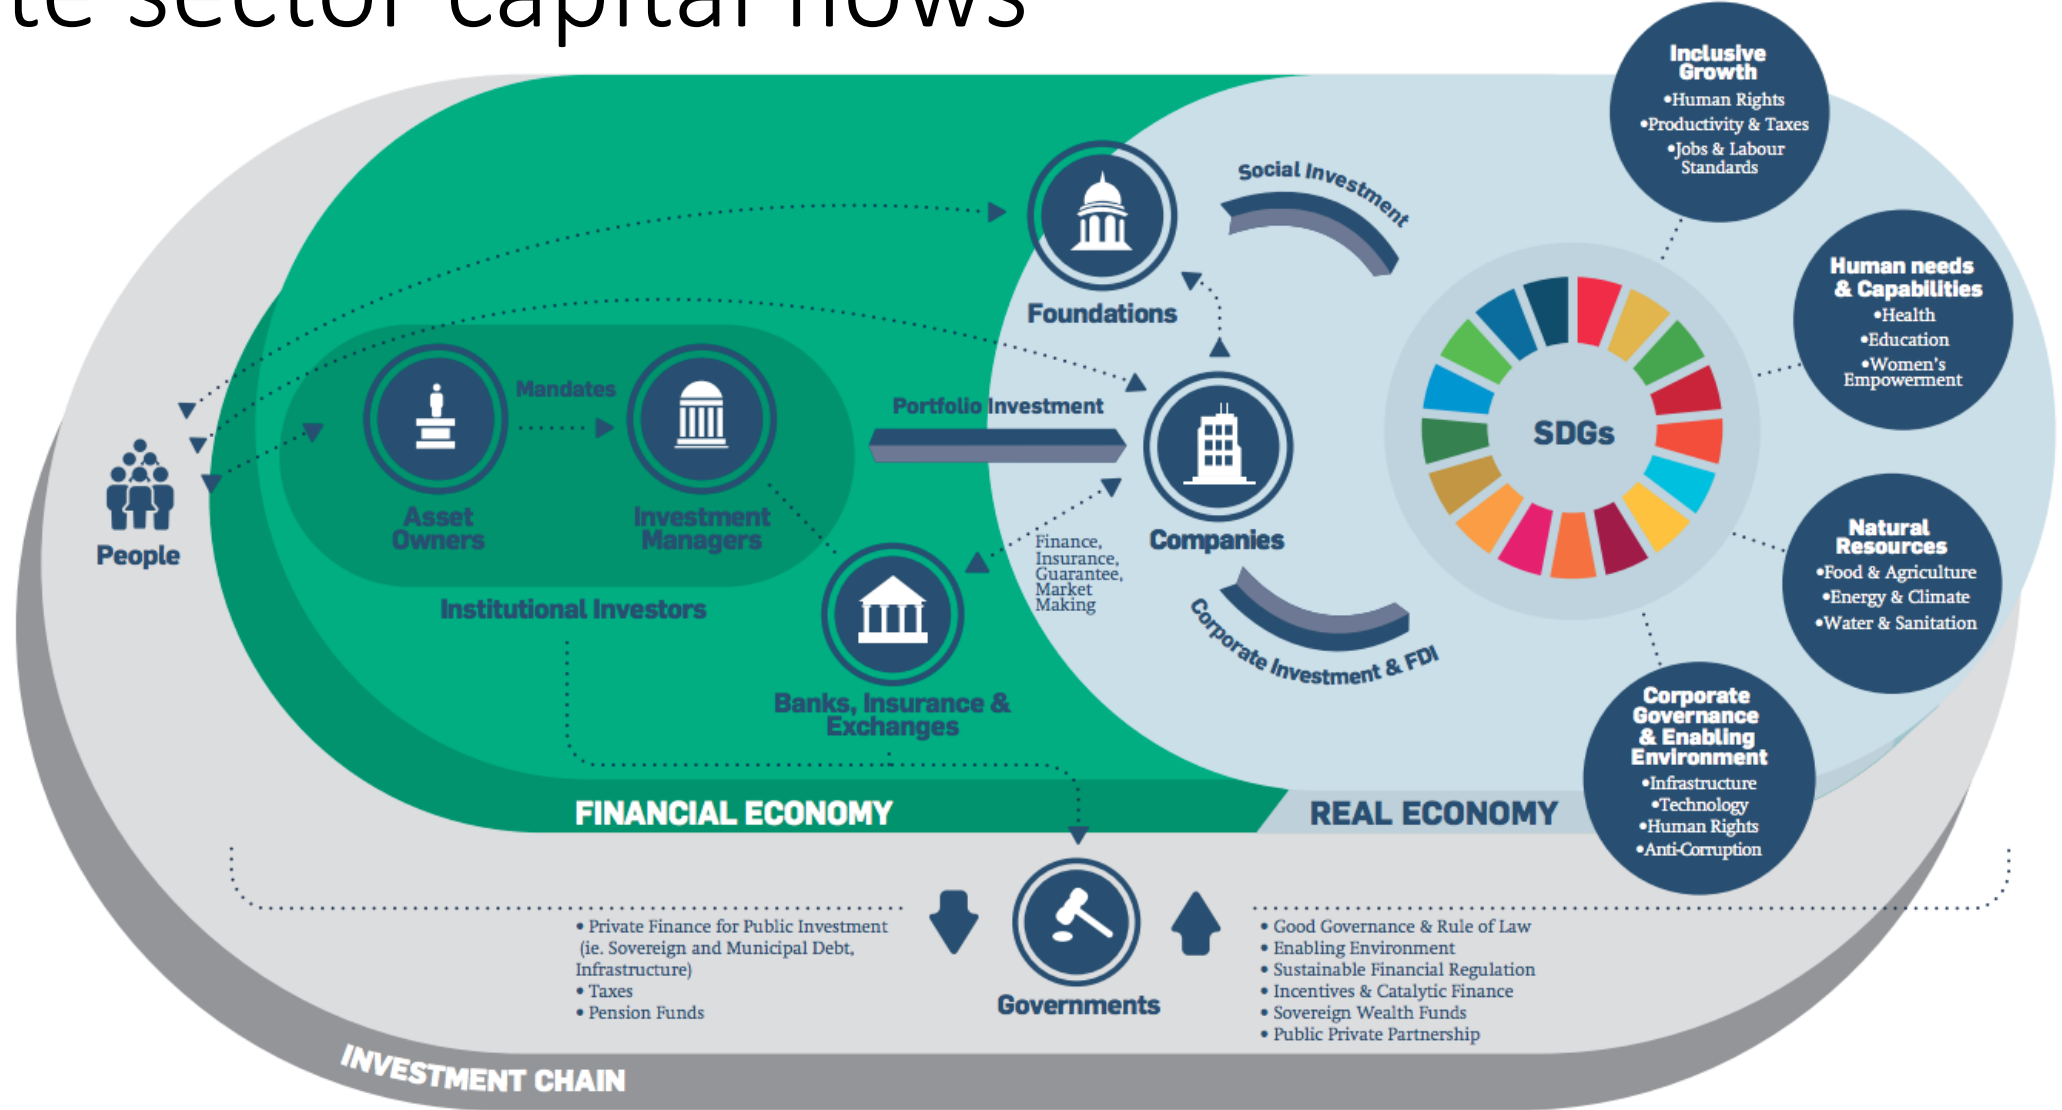 te sector capital flows
Inclusive
Growth
•Human Rights
•Productivity & Taxes
•Jobs & Labour
Standards
Social Investment
Foundations
Human needs
& Capabilities
•Health
•Education
•Women's
Empowerment
Mandates
Portfolio Investment
SDGs
People
Asset
Owners
Investment
Managers
Companies
Finance,
Insurance,
Guarantee,
Market
Making
Natural
Resources
•Food & Agriculture
•Energy & Climate
•Water & Sanitation
Institutional Investors
Corporate Investment & FDI
Banks, Insurance &
Exchanges
Corporate
Governance
& Enabling
Environment
•Infrastructure
•Technology
•Human Rights
•Anti-Corruption
FINANCIAL ECONOMY
REAL ECONOMY
• Private Finance for Public Investment
(ie. Sovereign and Municipal Debt,
Infrastructure)
• Taxes
• Pension Funds
Governments
• Good Governance & Rule of Law
• Enabling Environment
• Sustainable Financial Regulation
• Incentives & Catalytic Finance
• Sovereign Wealth Funds
• Public Private Partnership
INVESTMENT CHAIN